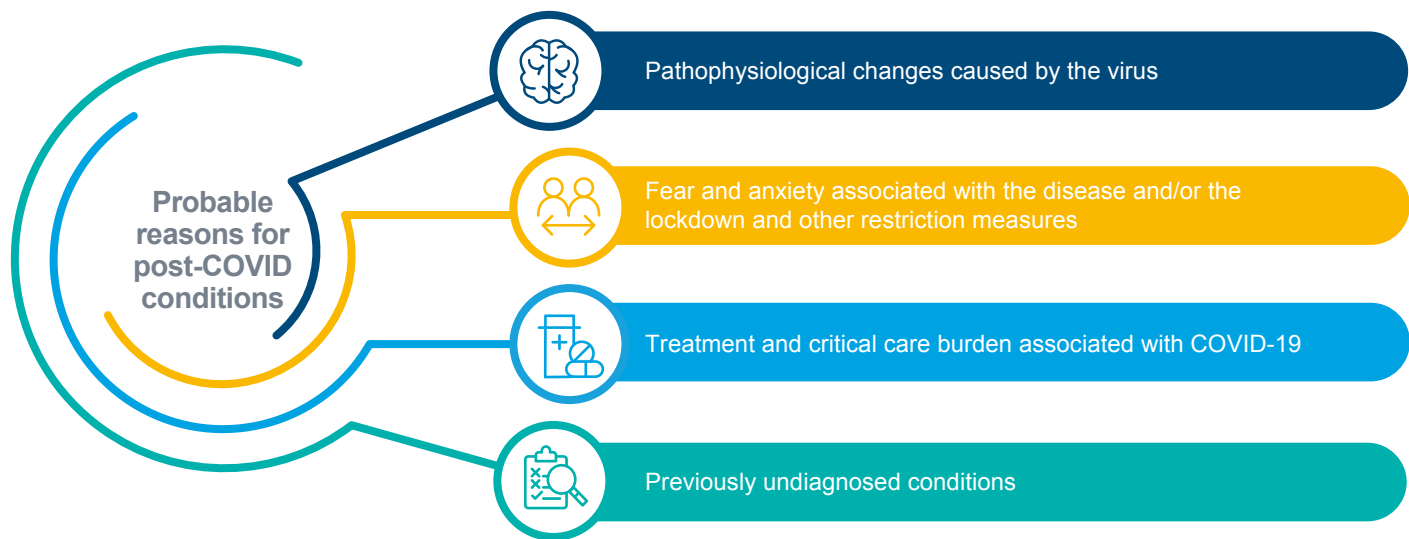 Probable
reasons for
post-COVID
conditions
Pathophysiological changes caused by the virus
Fear and anxiety associated with the disease and/or the
lockdown and other restriction measures
Treatment and critical care burden associated with COVID-19
Previously undiagnosed conditions